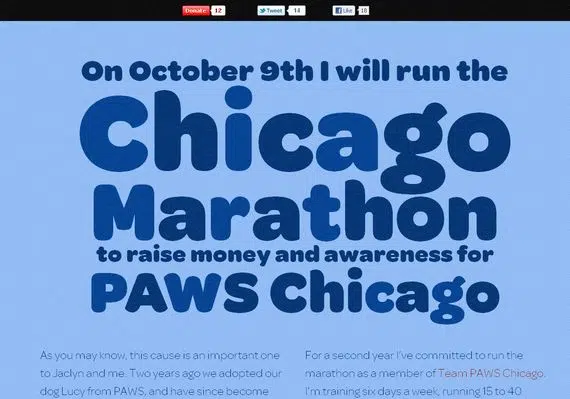 Donate 12 Tweet 14 Like 18
On October 9th I will run the
Chicago
Marathon
to raise money and awareness for
PAWS Chicago
As you may know, this cause is an important one
to Jaclyn and me. Two years ago we adopted our
dog Lucy from PAWS, and have since become
For a second year I've committed to run the
marathon as a member of Team PAWS Chicago.
I'm training six days a week, running 15 to 40